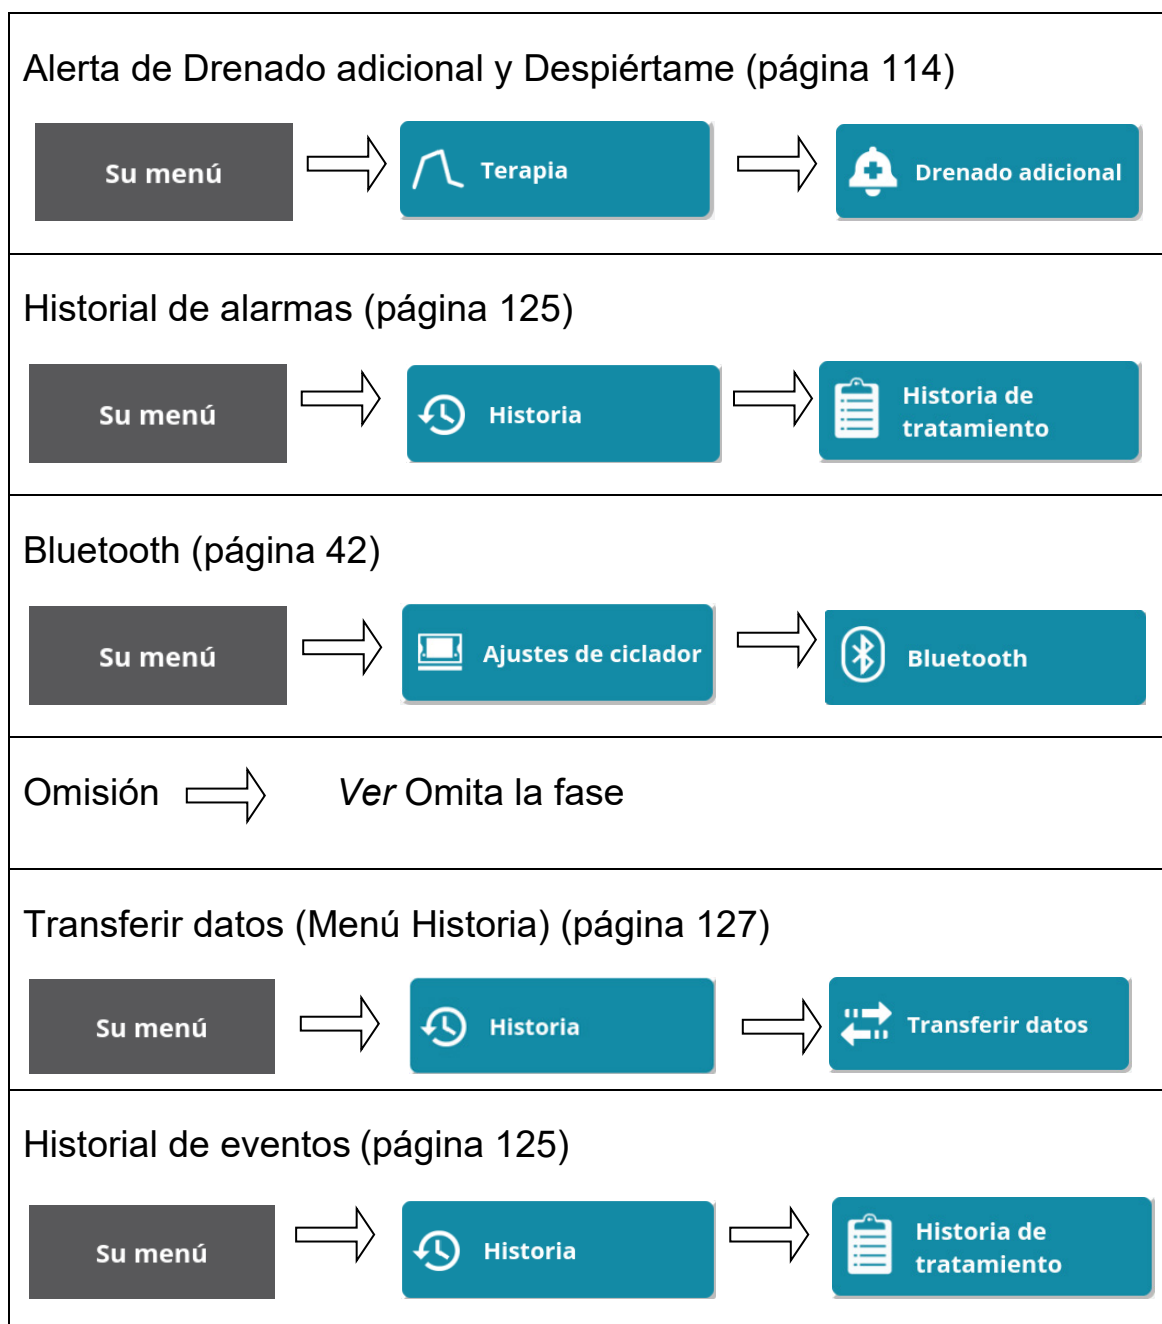 Alerta de Drenado adicional y Despiértame (página 114)
Su menú
Terapia
Drenado adicional
Historial de alarmas (página 125)
Su menú
Historia
Historia de
tratamiento
Bluetooth (página 42)
Su menú
Ajustes de ciclador
Bluetooth
Omisión Ver Omita la fase
Transferir datos (Menú Historia) (página 127)
Su menú
Historia
Transferir datos
Historial de eventos (página 125)
Su menú
Historia
Historia de
tratamiento